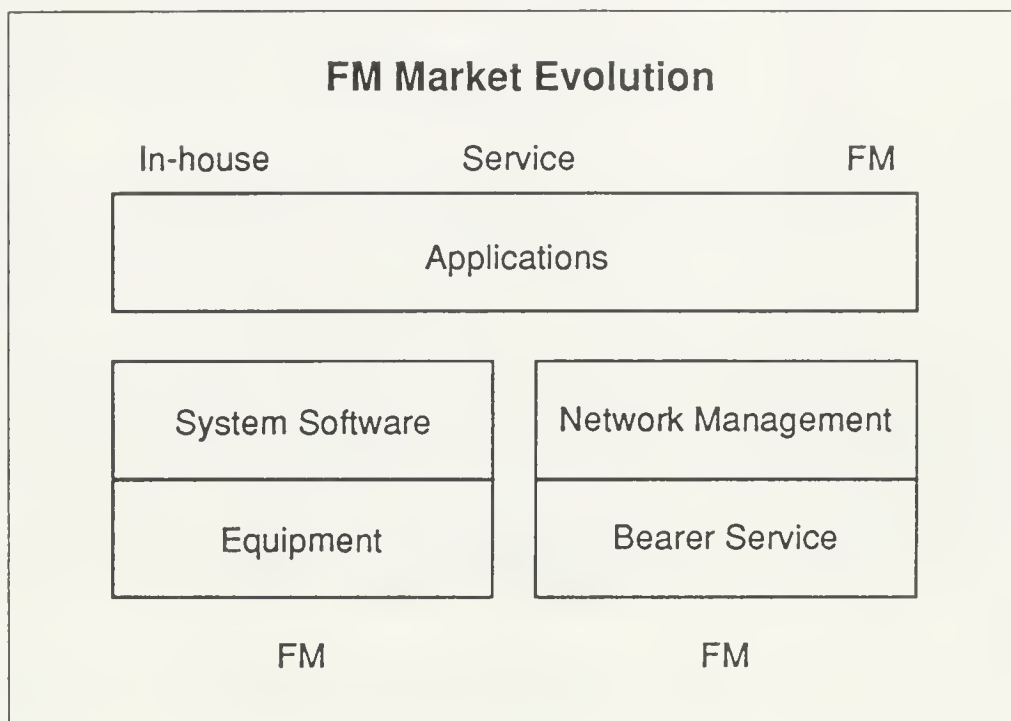 FM Market Evolution
In-house Service FM
Applications
System Software Network Management
Equipment Bearer Service
FM FM